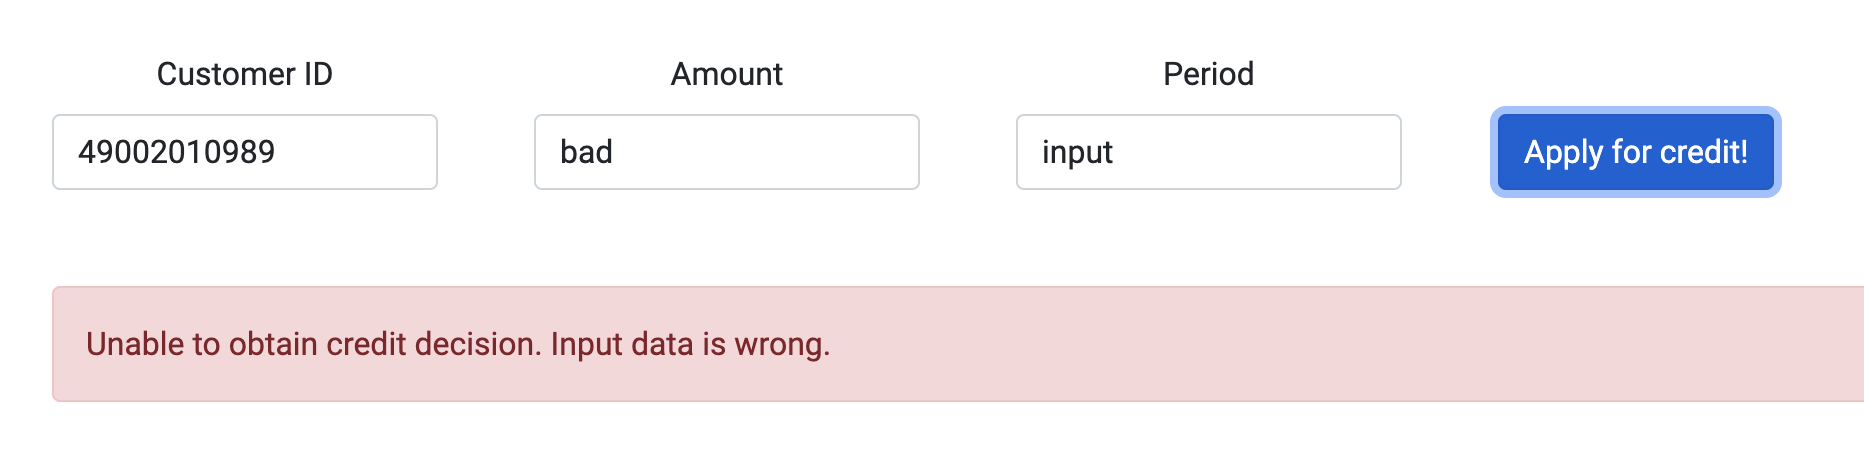 Customer ID
Amount
Period
49002010989
bad
input
Apply for credit!
Unable to obtain credit decision. Input data is wrong.